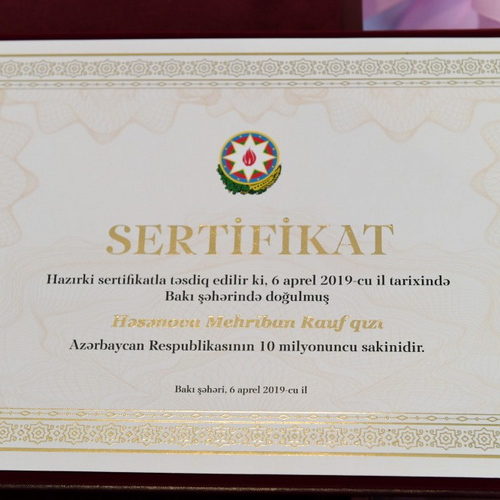 SERTİFİKAT
Hazırki sertifikatla təsdiq edilir ki, 6 aprel 2019-cu il tarixində
Bakı şəhərində doğulmuş
Həsənova Mehriban Rauf qızı
Azərbaycan Respublikasının 10 milyonuncu sakinidir.
Bakı şəhəri, 6 aprel 2019-cu il